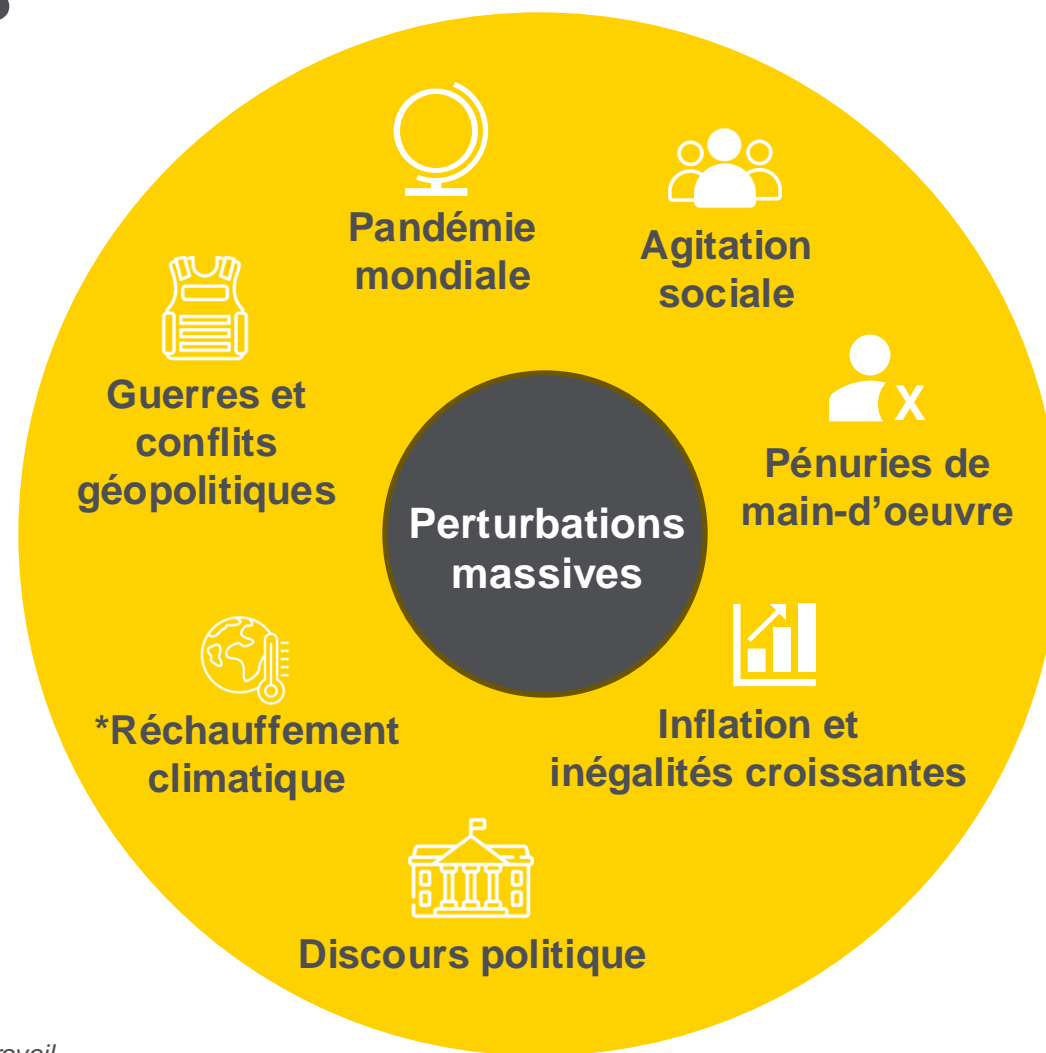 Pandémie
mondiale
Agitation
sociale
Guerres et
conflits
géopolitiques
X
Pénuries de
main-d'oeuvre
Perturbations
massives
*Réchauffement
climatique
Inflation et
inégalités croissantes
Discours politique